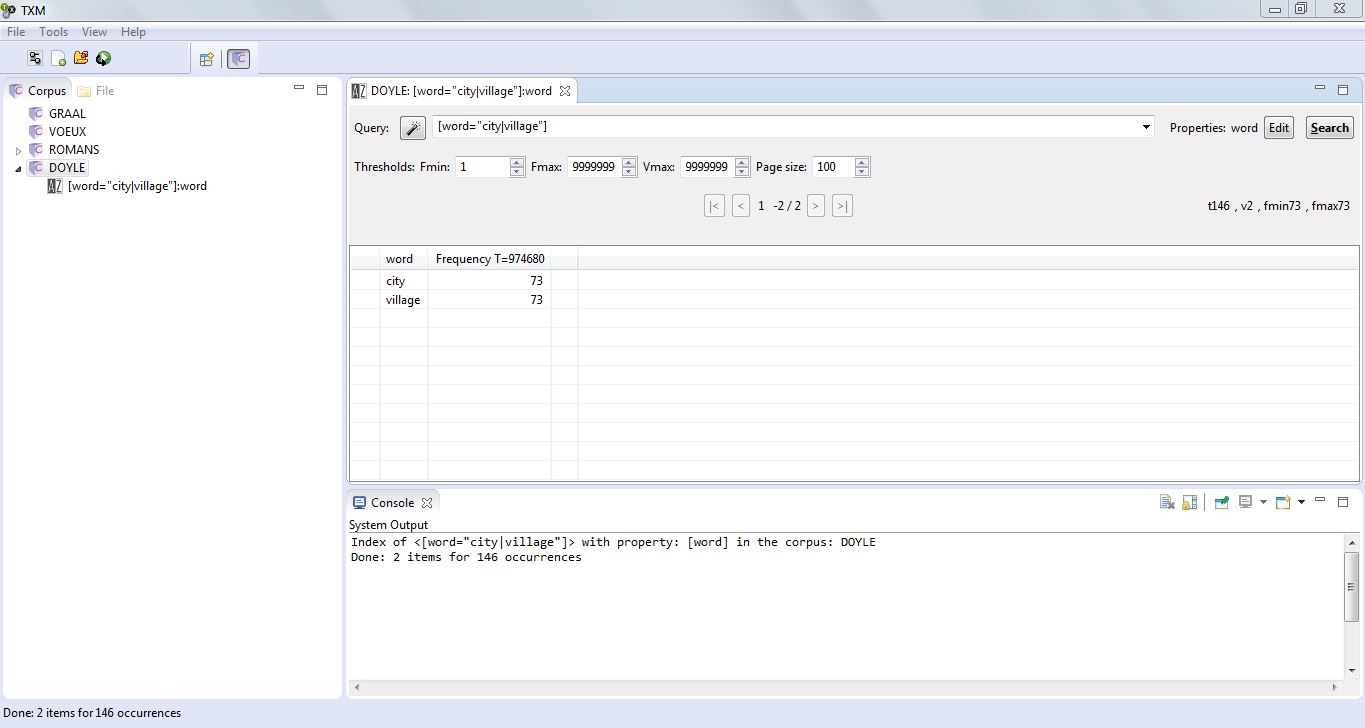 TXM
File Tools View Help
Corpus File
GRAAL
VOEUX
ROMANS
DOYLE
AZ [word="city|village"]:word
AZ DOYLE: [word="city|village"]:word
Query: [word="city|village"] Properties: word Edit Search
Thresholds: Fmin: 1 Fmax: 9999999 Vmax: 9999999 Page size: 100
|< < 1 -2 / 2 > >| t146 , v2 , fmin73 , fmax73
word Frequency T=974680
city 73
village 73
Console
System Output
Index of <[word="city|village"]> with property: [word] in the corpus: DOYLE
Done: 2 items for 146 occurrences
Done: 2 items for 146 occurrences